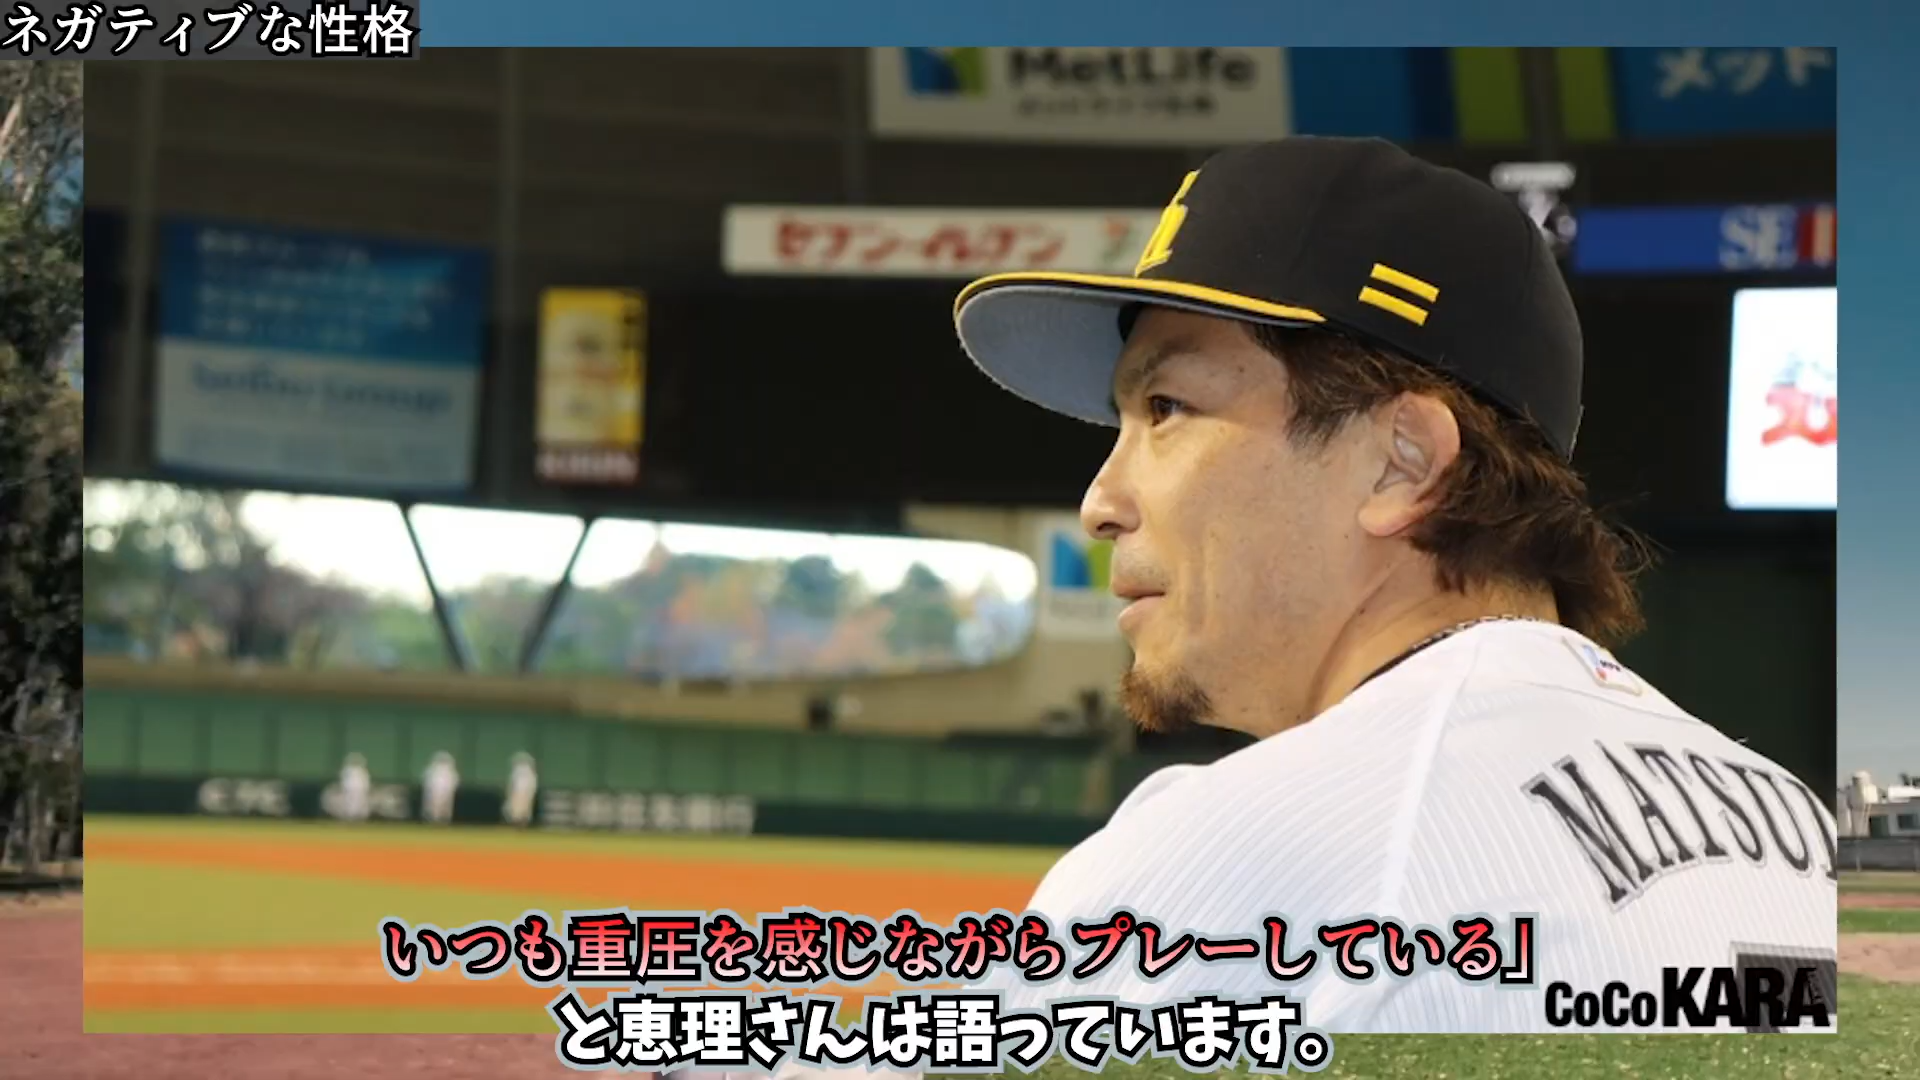 ネガティブな性格
MetLife
メット
セブン-イレブン
SE
KIRIN
MATSU
いつも重圧を感じながらプレーしている」
と恵理さんは語っています。
CoCoKARA